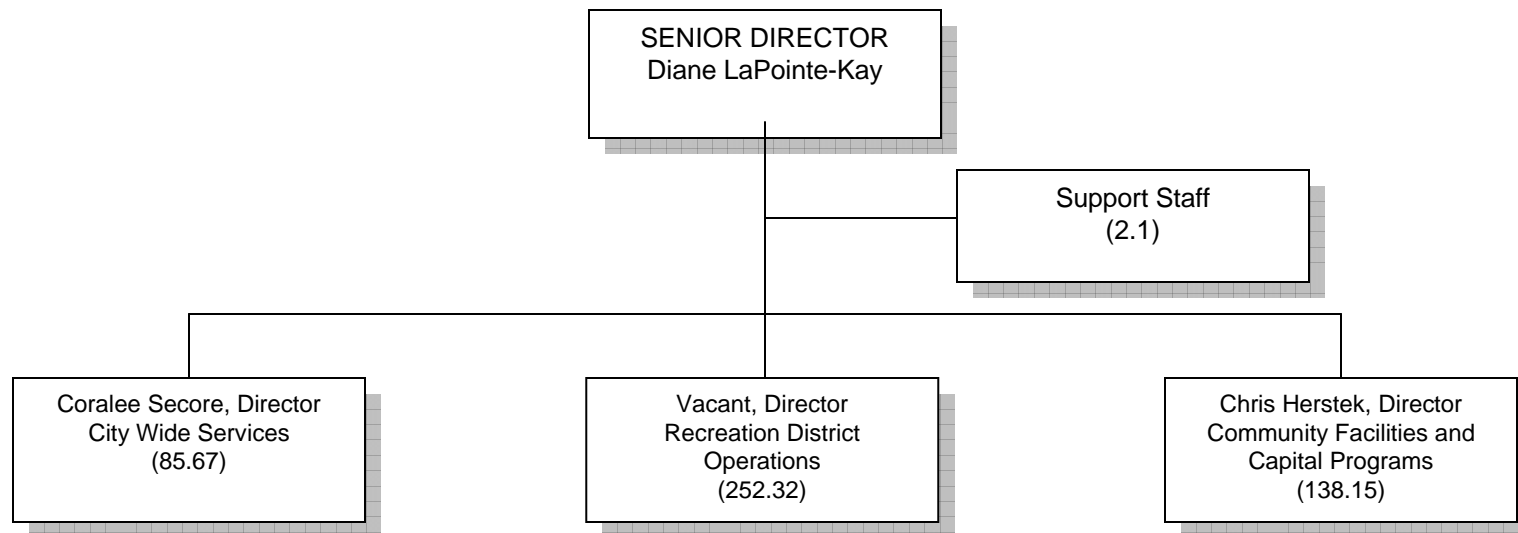 SENIOR DIRECTOR
Diane LaPointe-Kay
Support Staff
(2.1)
Coralee Secore, Director
City Wide Services
(85.67)
Vacant, Director
Recreation District
Operations
(252.32)
Chris Herstek, Director
Community Facilities and
Capital Programs
(138.15)